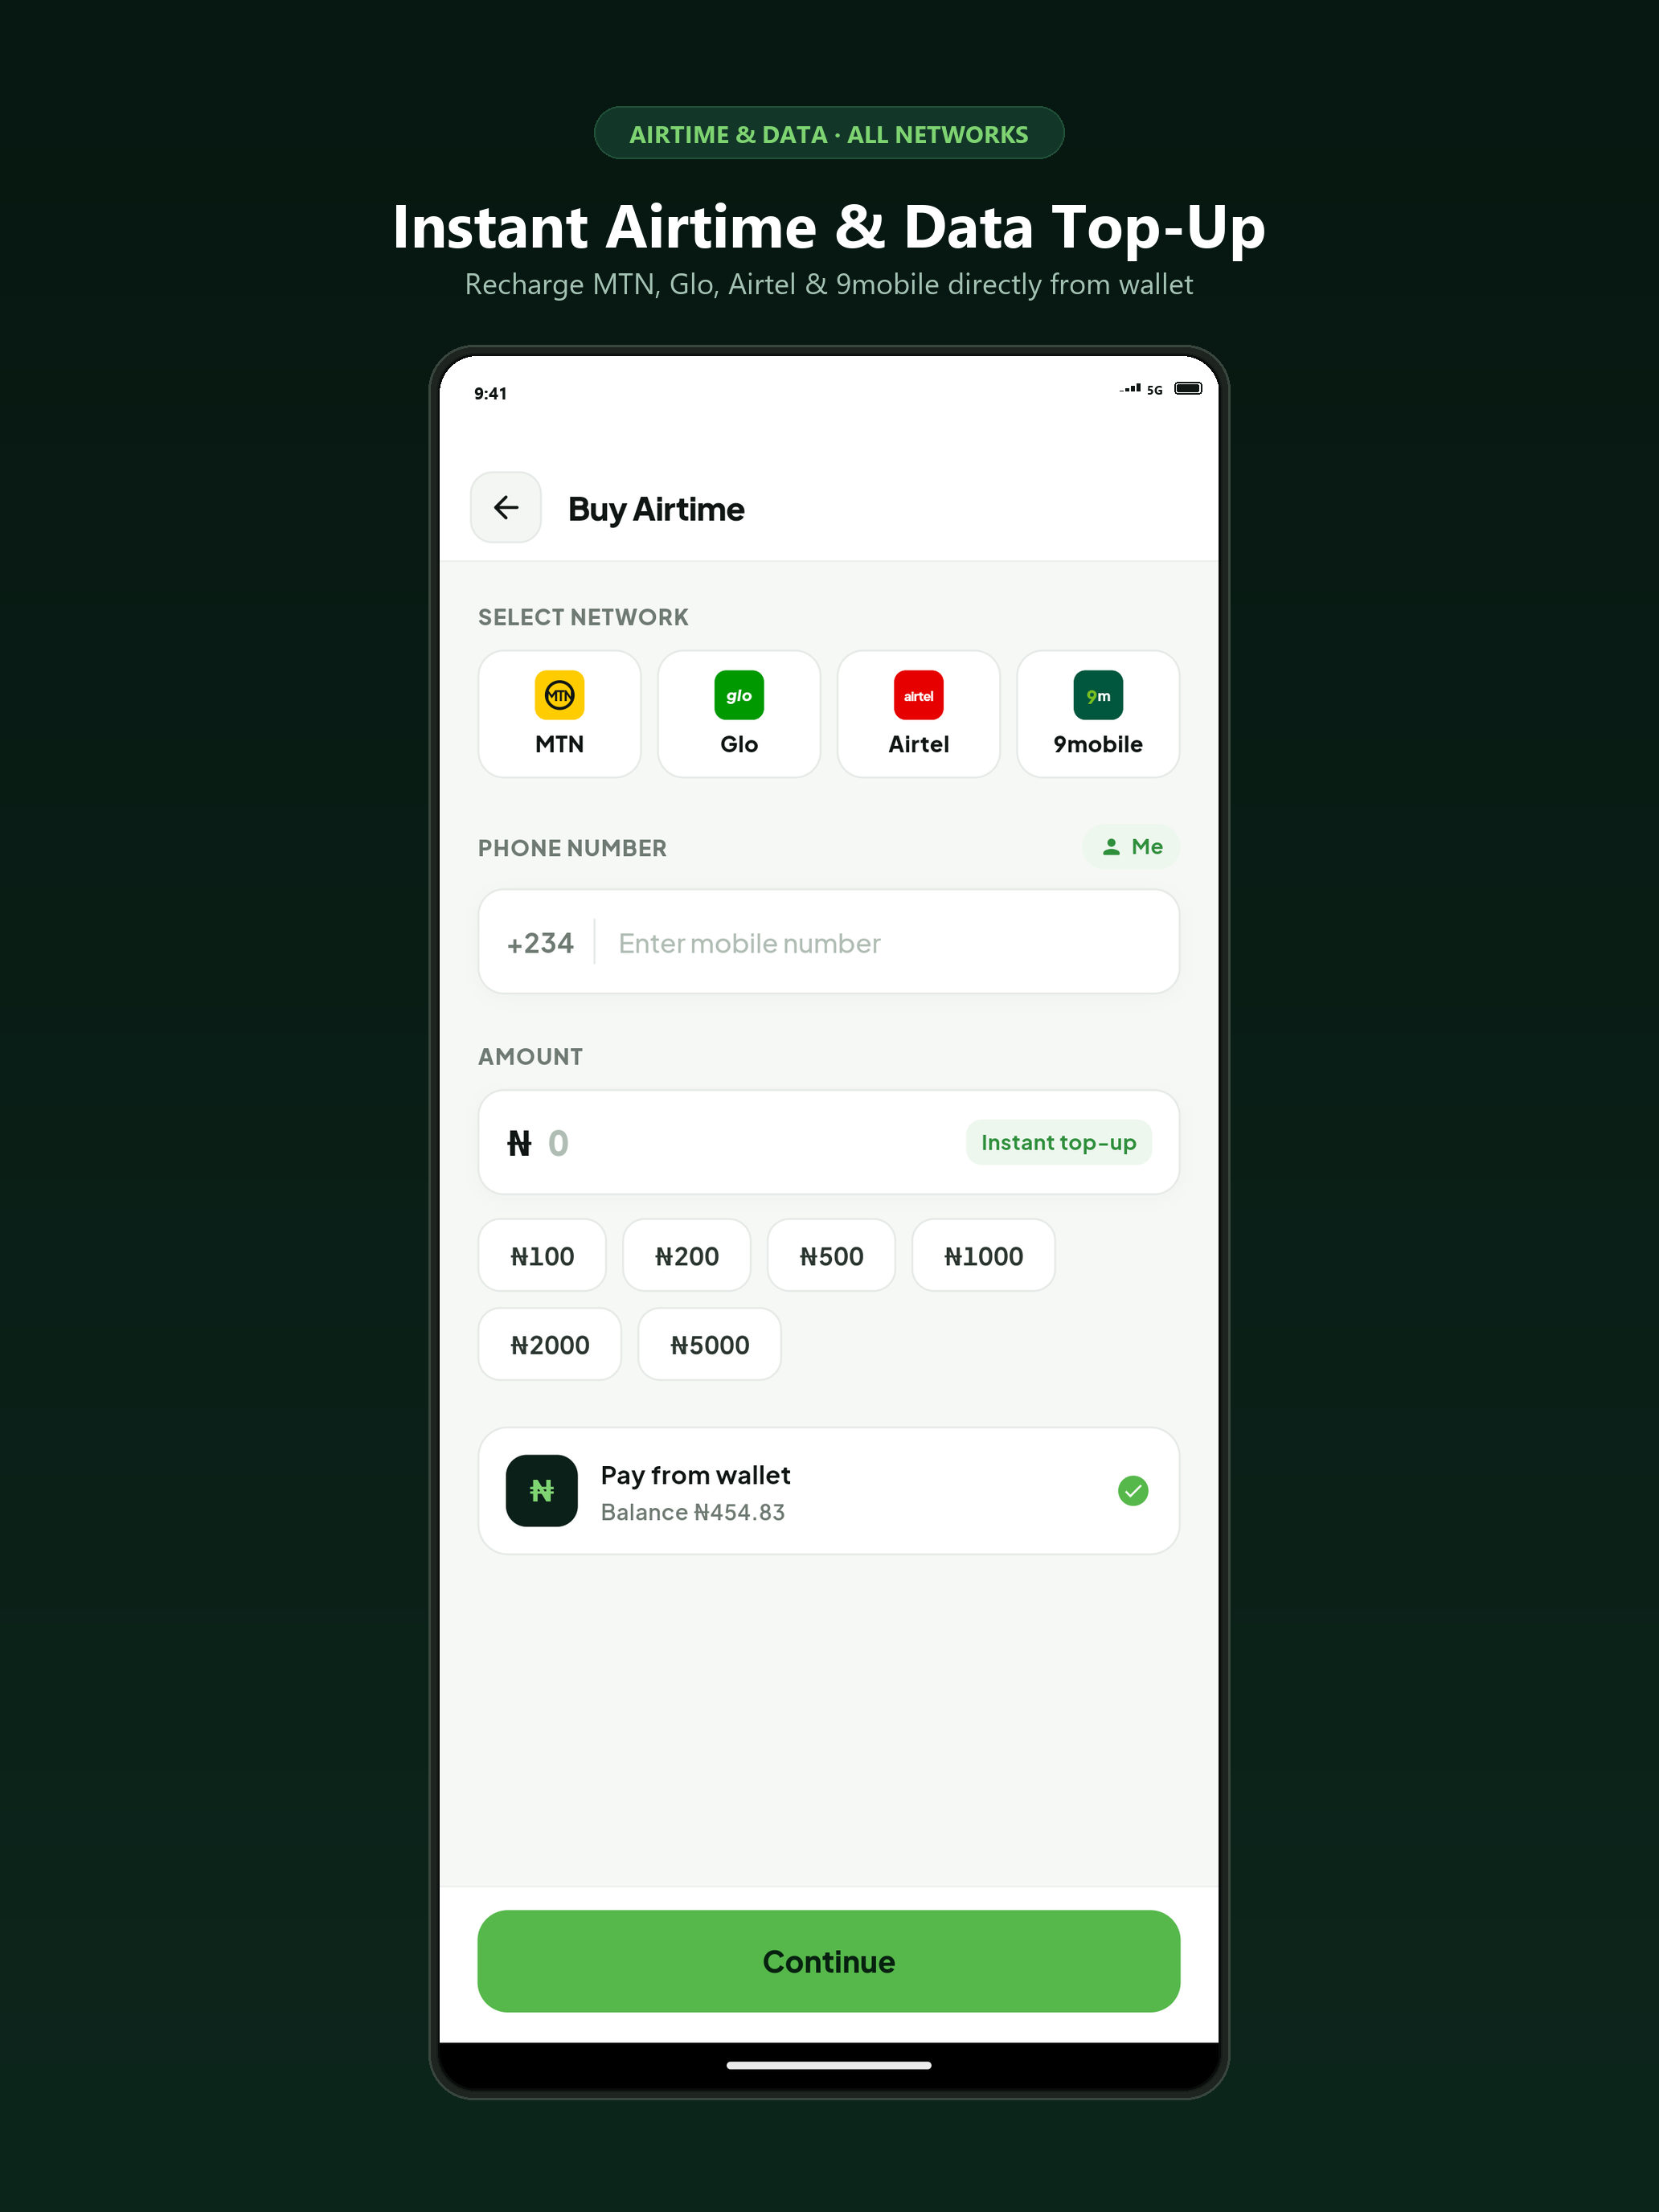 AIRTIME & DATA · ALL NETWORKS
Instant Airtime & Data Top-Up
Recharge MTN, Glo, Airtel & 9mobile directly from wallet
9:41
5G
Buy Airtime
SELECT NETWORK
MTN
glo
airtel
9m
MTN
Glo
Airtel
9mobile
PHONE NUMBER
Me
+234
Enter mobile number
AMOUNT
₦ 0
Instant top-up
₦100
₦200
₦500
₦1000
₦2000
₦5000
₦
Pay from wallet
Balance ₦454.83
Continue